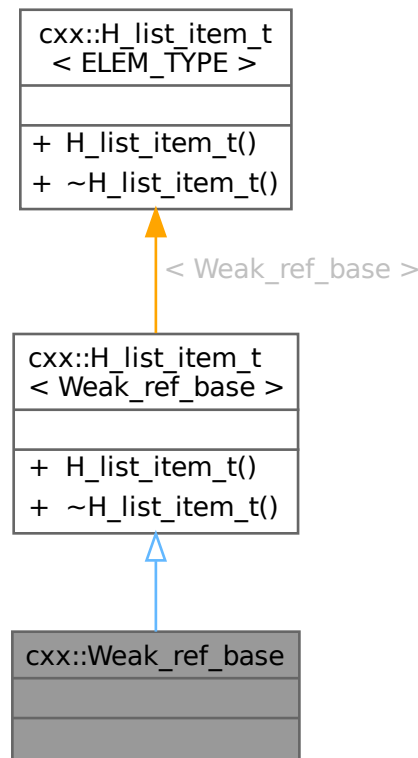 cxx::H_list_item_t
< ELEM_TYPE >
+ H_list_item_t()
+ ~H_list_item_t()
< Weak_ref_base >
cxx::H_list_item_t
< Weak_ref_base >
+ H_list_item_t()
+ ~H_list_item_t()
cxx::Weak_ref_base